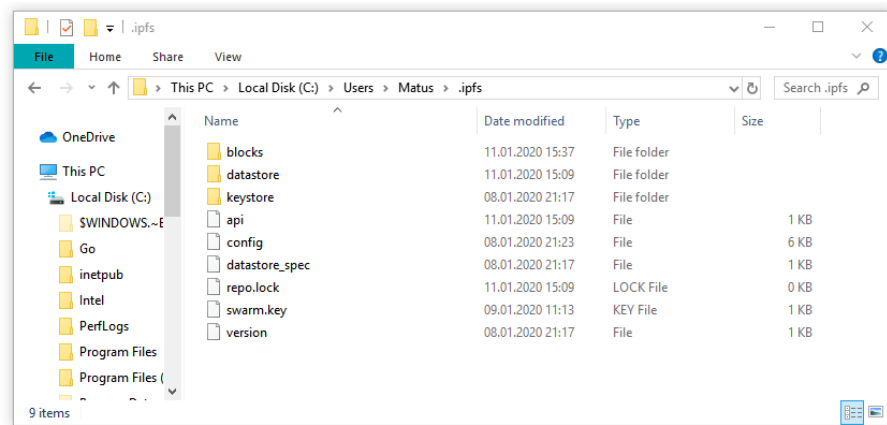 .ipfs
File Home Share View
This PC Local Disk (C:) Users Matus .ipfs Search .ipfs
Name Date modified Type Size
OneDrive
This PC
Local Disk (C:)
$WINDOWS.~
Go
inetpub
Intel
PerfLogs
Program Files
Program Files (
blocks 11.01.2020 15:37 File folder
datastore 11.01.2020 15:09 File folder
keystore 08.01.2020 21:17 File folder
api 11.01.2020 15:09 File 1 KB
config 08.01.2020 21:23 File 6 KB
datastore_spec 08.01.2020 21:17 File 1 KB
repo.lock 11.01.2020 15:09 LOCK File 0 KB
swarm.key 09.01.2020 11:13 KEY File 1 KB
version 08.01.2020 21:17 File 1 KB
9 items